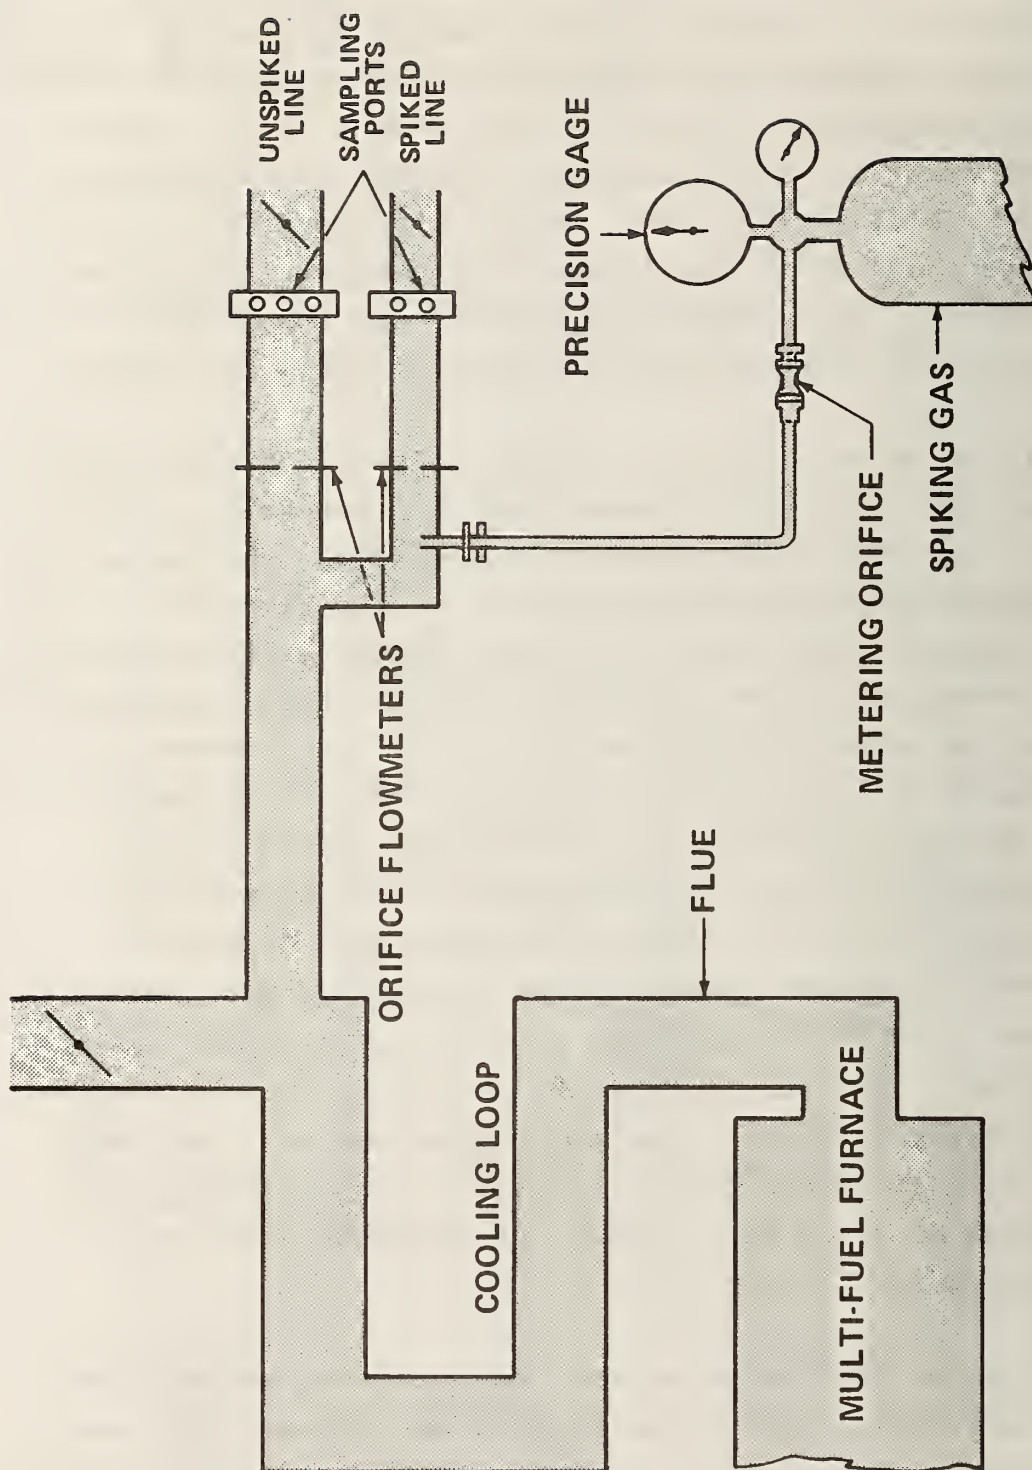 UNSPIKED
LINE
SAMPLING
PORTS
SPIKED
LINE
PRECISION GAGE
ORIFICE FLOWMETERS
METERING ORIFICE
SPIKING GAS
FLUE
COOLING LOOP
MULTI-FUEL FURNACE